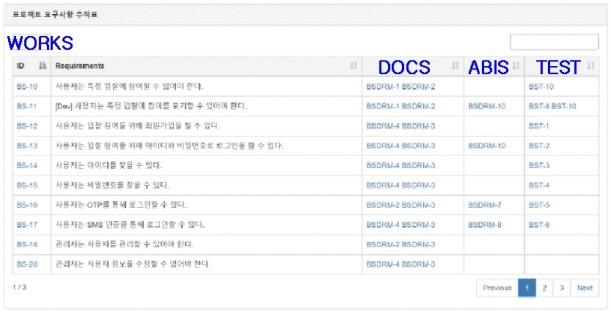 프로젝트 요구사항 추적표
WORKS
ID Requirements DOCS ABIS TEST
BS-10 사용자는 특정 입찰에 참여할 수 있어야 한다. BSDRM-1 BSDRM-2 BST-10
BS-11 [Dev] 사용자는 특정 입찰에 참여를 포기할 수 있어야 한다. BSDRM-1 BSDRM-2 BSDRM-10 BST-8 BST-10
BS-12 사용자는 입찰 참여를 위해 회원가입을 할 수 있다. BSDRM-4 BSDRM-3 BST-1
BS-13 사용자는 입찰 참여를 위해 아이디와 비밀번호로 로그인을 할 수 있다. BSDRM-4 BSDRM-3 BSDRM-10 BST-2
BS-14 사용자는 아이디를 찾을 수 있다. BSDRM-4 BSDRM-3 BST-3
BS-15 사용자는 비밀번호를 찾을 수 있다. BSDRM-4 BSDRM-3 BST-4
BS-16 사용자는 OTP를 통해 로그인할 수 있다. BSDRM-2 BSDRM-3 BSDRM-7 BST-5
BS-17 사용자는 SMS 인증을 통해 로그인할 수 있다. BSDRM-4 BSDRM-3 BSDRM-8 BST-6
BS-18 관리자는 사용자를 관리할 수 있어야 한다. BSDRM-2 BSDRM-3
BS-20 관리자는 사용자 정보를 수정할 수 있어야 한다. BSDRM-4 BSDRM-3
1 / 3 Previous 1 2 3 Next